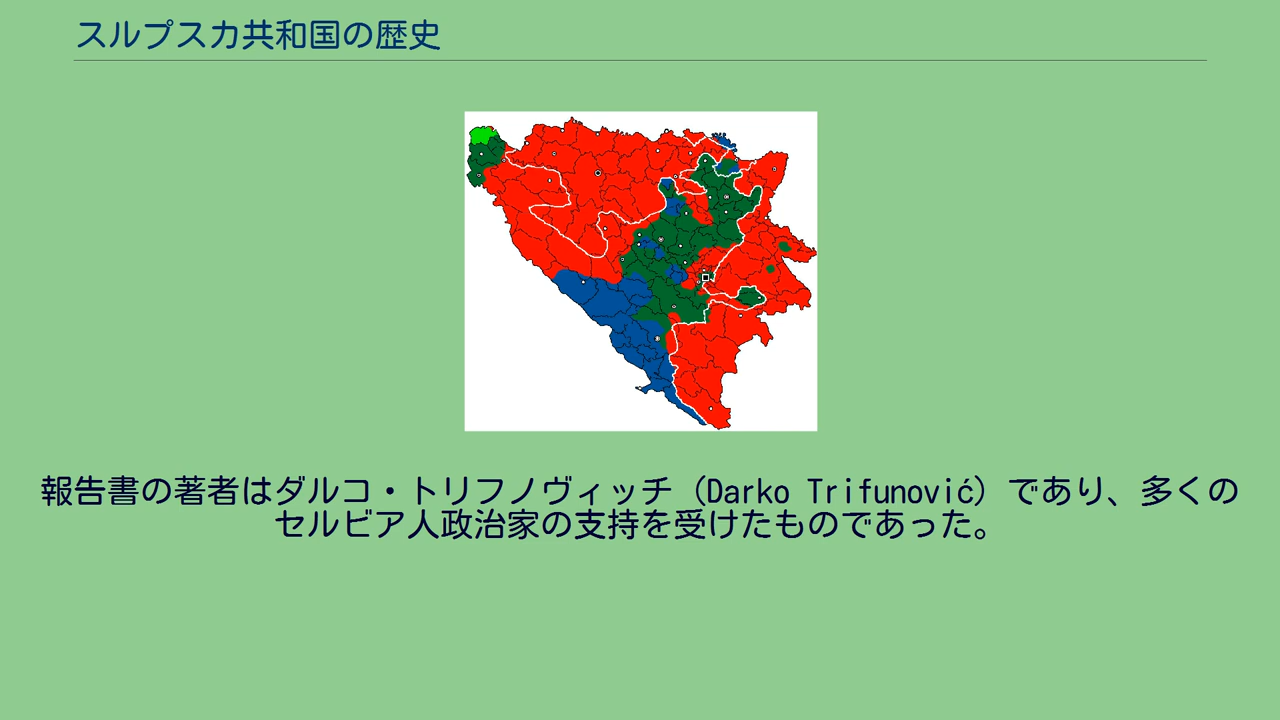 スルプスカ共和国の歴史
報告書の著者はダルコ・トリフノヴィッチ（Darko Trifunović）であり、多くの
セルビア人政治家の支持を受けたものであった。